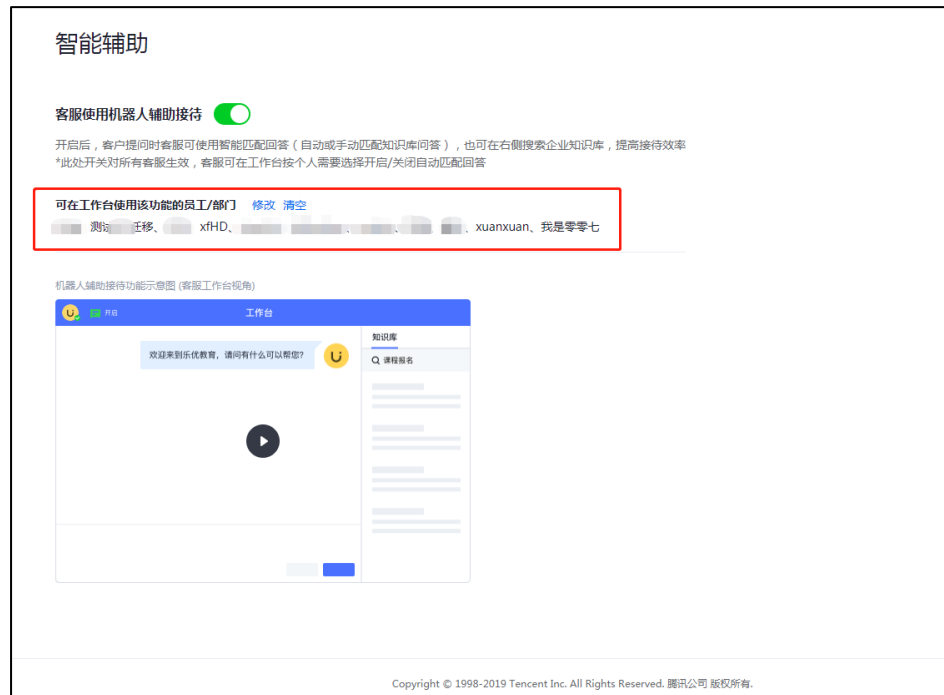 智能辅助
客服使用机器人辅助接待
开启后，客户提问时客服可使用智能匹配回答（自动或手动匹配知识库问答），也可在右侧搜索企业知识库，提高接待效率
*此处开关对所有客服生效，客服可在工作台按个人需要选择开启/关闭自动匹配回答
可在工作台使用该功能的员工/部门 修改 清空
测 迁移、 xfHD、 、 、 、xuanxuan、我是零零七
机器人辅助接待功能示意图 (客服工作台视角)
开启 工作台
知识库
欢迎来到乐优教育，请问有什么可以帮您?
课程报名
Copyright © 1998-2019 Tencent Inc. All Rights Reserved. 腾讯公司 版权所有.